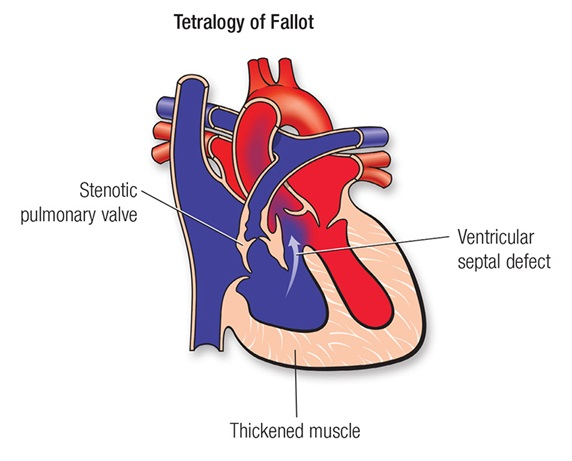 Tetralogy of Fallot
Stenotic
pulmonary valve
Ventricular
septal defect
Thickened muscle